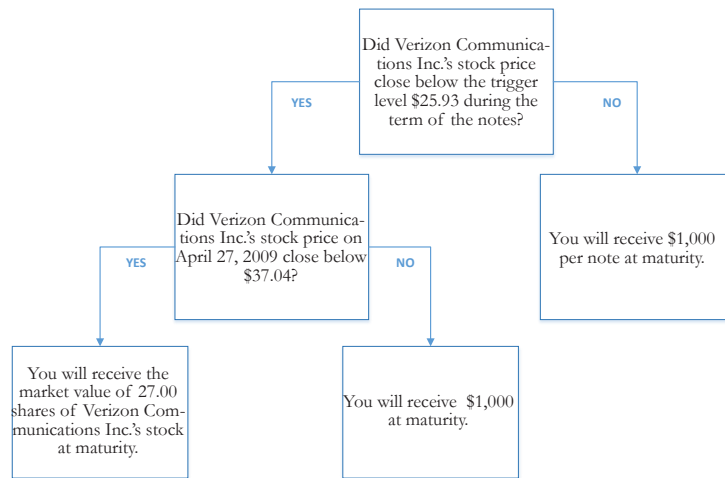 Did Verizon Communica-
tions Inc.'s stock price
close below the trigger
level $25.93 during the
term of the notes?
YES
NO
Did Verizon Communica-
tions Inc.'s stock price on
April 27, 2009 close below
$37.04?
You will receive $1,000
per note at maturity.
YES
NO
You will receive the
market value of 27.00
shares of Verizon Com-
munications Inc.'s stock
at maturity.
You will receive $1,000
at maturity.